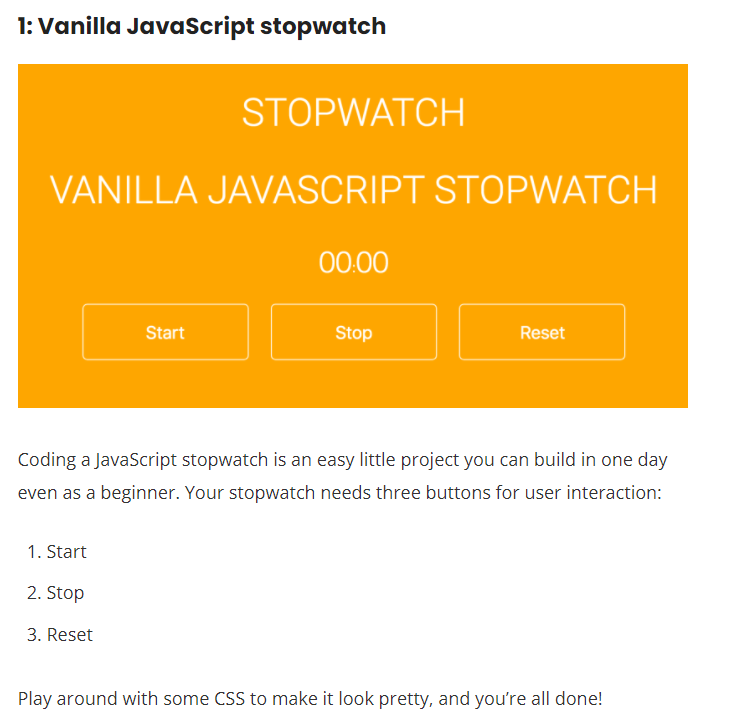 1: Vanilla JavaScript stopwatch
STOPWATCH
VANILLA JAVASCRIPT STOPWATCH
00:00
Start Stop Reset
Coding a JavaScript stopwatch is an easy little project you can build in one day
even as a beginner. Your stopwatch needs three buttons for user interaction:
1. Start
2. Stop
3. Reset
Play around with some CSS to make it look pretty, and you’re all done!